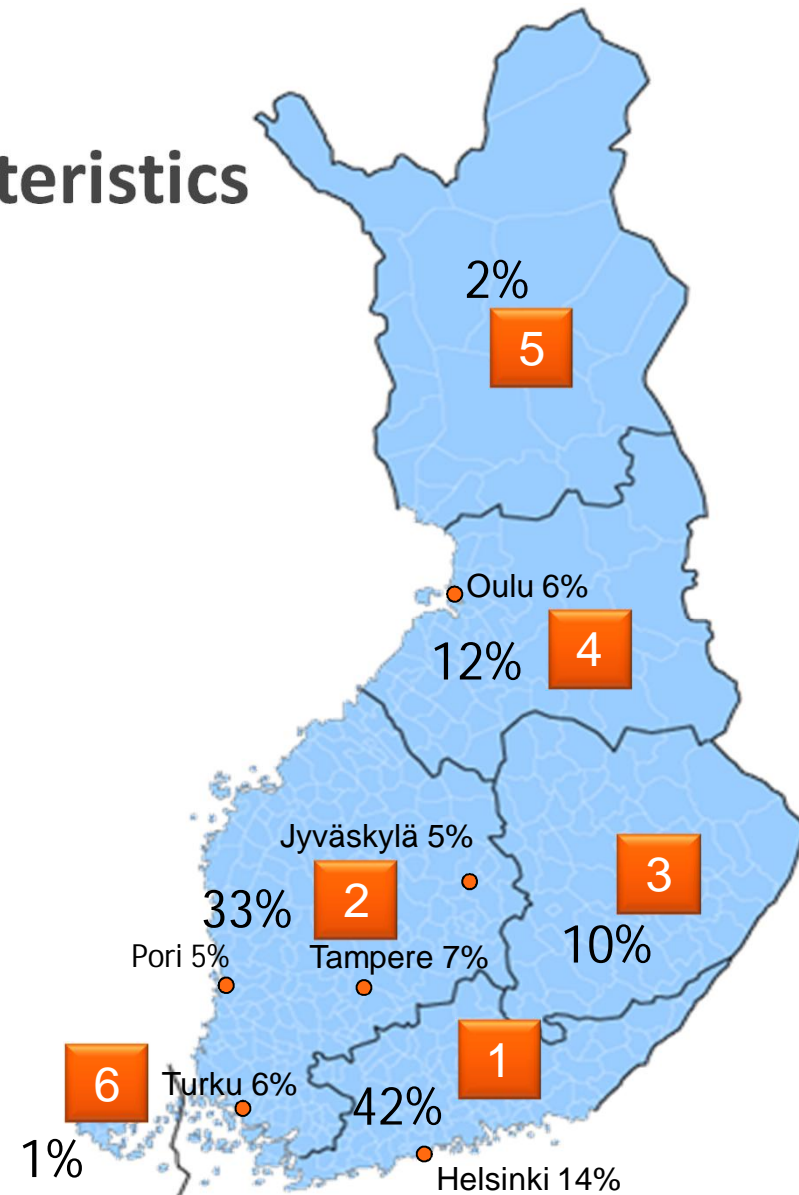 teristics
2%
5
Oulu 6%
4
12%
Jyväskylä 5%
3
2
33%
10%
Pori 5%
Tampere 7%
1
6
Turku 6%
42%
1%
Helsinki 14%